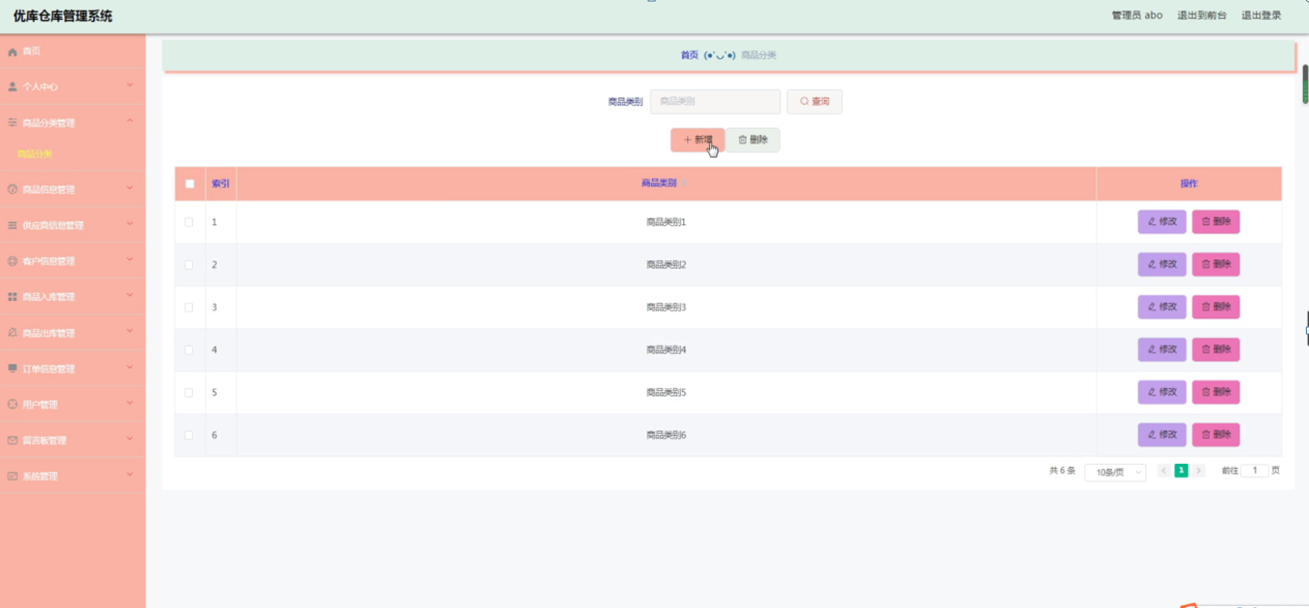 优库仓库管理系统
管理员 abo 退出到前台 退出登录
首页
个人中心
商品分类管理
商品分类
商品信息管理
供应商信息管理
客户信息管理
商品入库管理
商品出库管理
订单信息管理
用户管理
留言板管理
系统管理
首页 (●'◡'●) 商品分类
商品类别 商品类别 查询
+ 新增 删除
索引 商品类别 操作
1 商品类别1 修改 删除
2 商品类别2 修改 删除
3 商品类别3 修改 删除
4 商品类别4 修改 删除
5 商品类别5 修改 删除
6 商品类别6 修改 删除
共 6 条 10条/页 < 1 > 前往 1 页